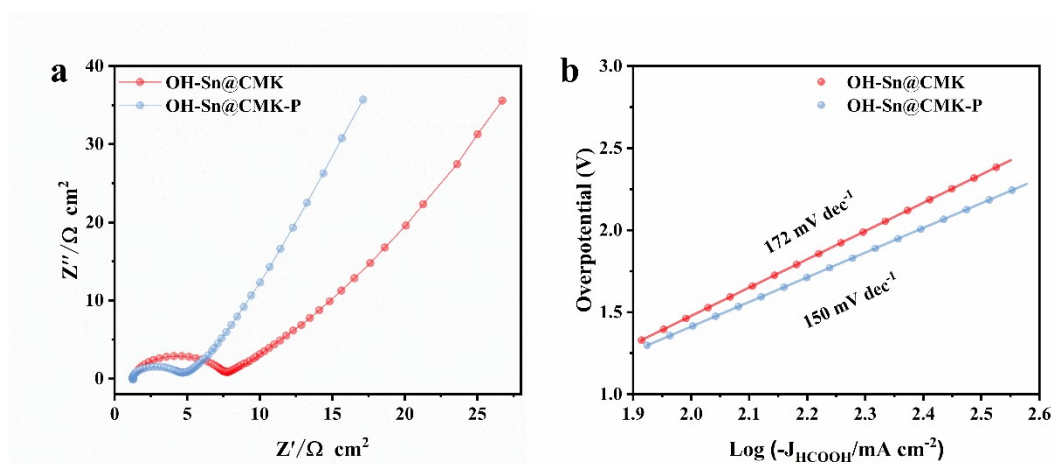 a
OH-Sn@CMK
OH-Sn@CMK-P
40
30
20
10
0
Z''/Ω cm²
0 5 10 15 20 25
Z'/Ω cm²
b
OH-Sn@CMK
OH-Sn@CMK-P
172 mV dec⁻¹
150 mV dec⁻¹
3.0
2.5
2.0
1.5
1.0
Overpotential (V)
1.9 2.0 2.1 2.2 2.3 2.4 2.5 2.6
Log (-J_HCOOH/mA cm⁻²)